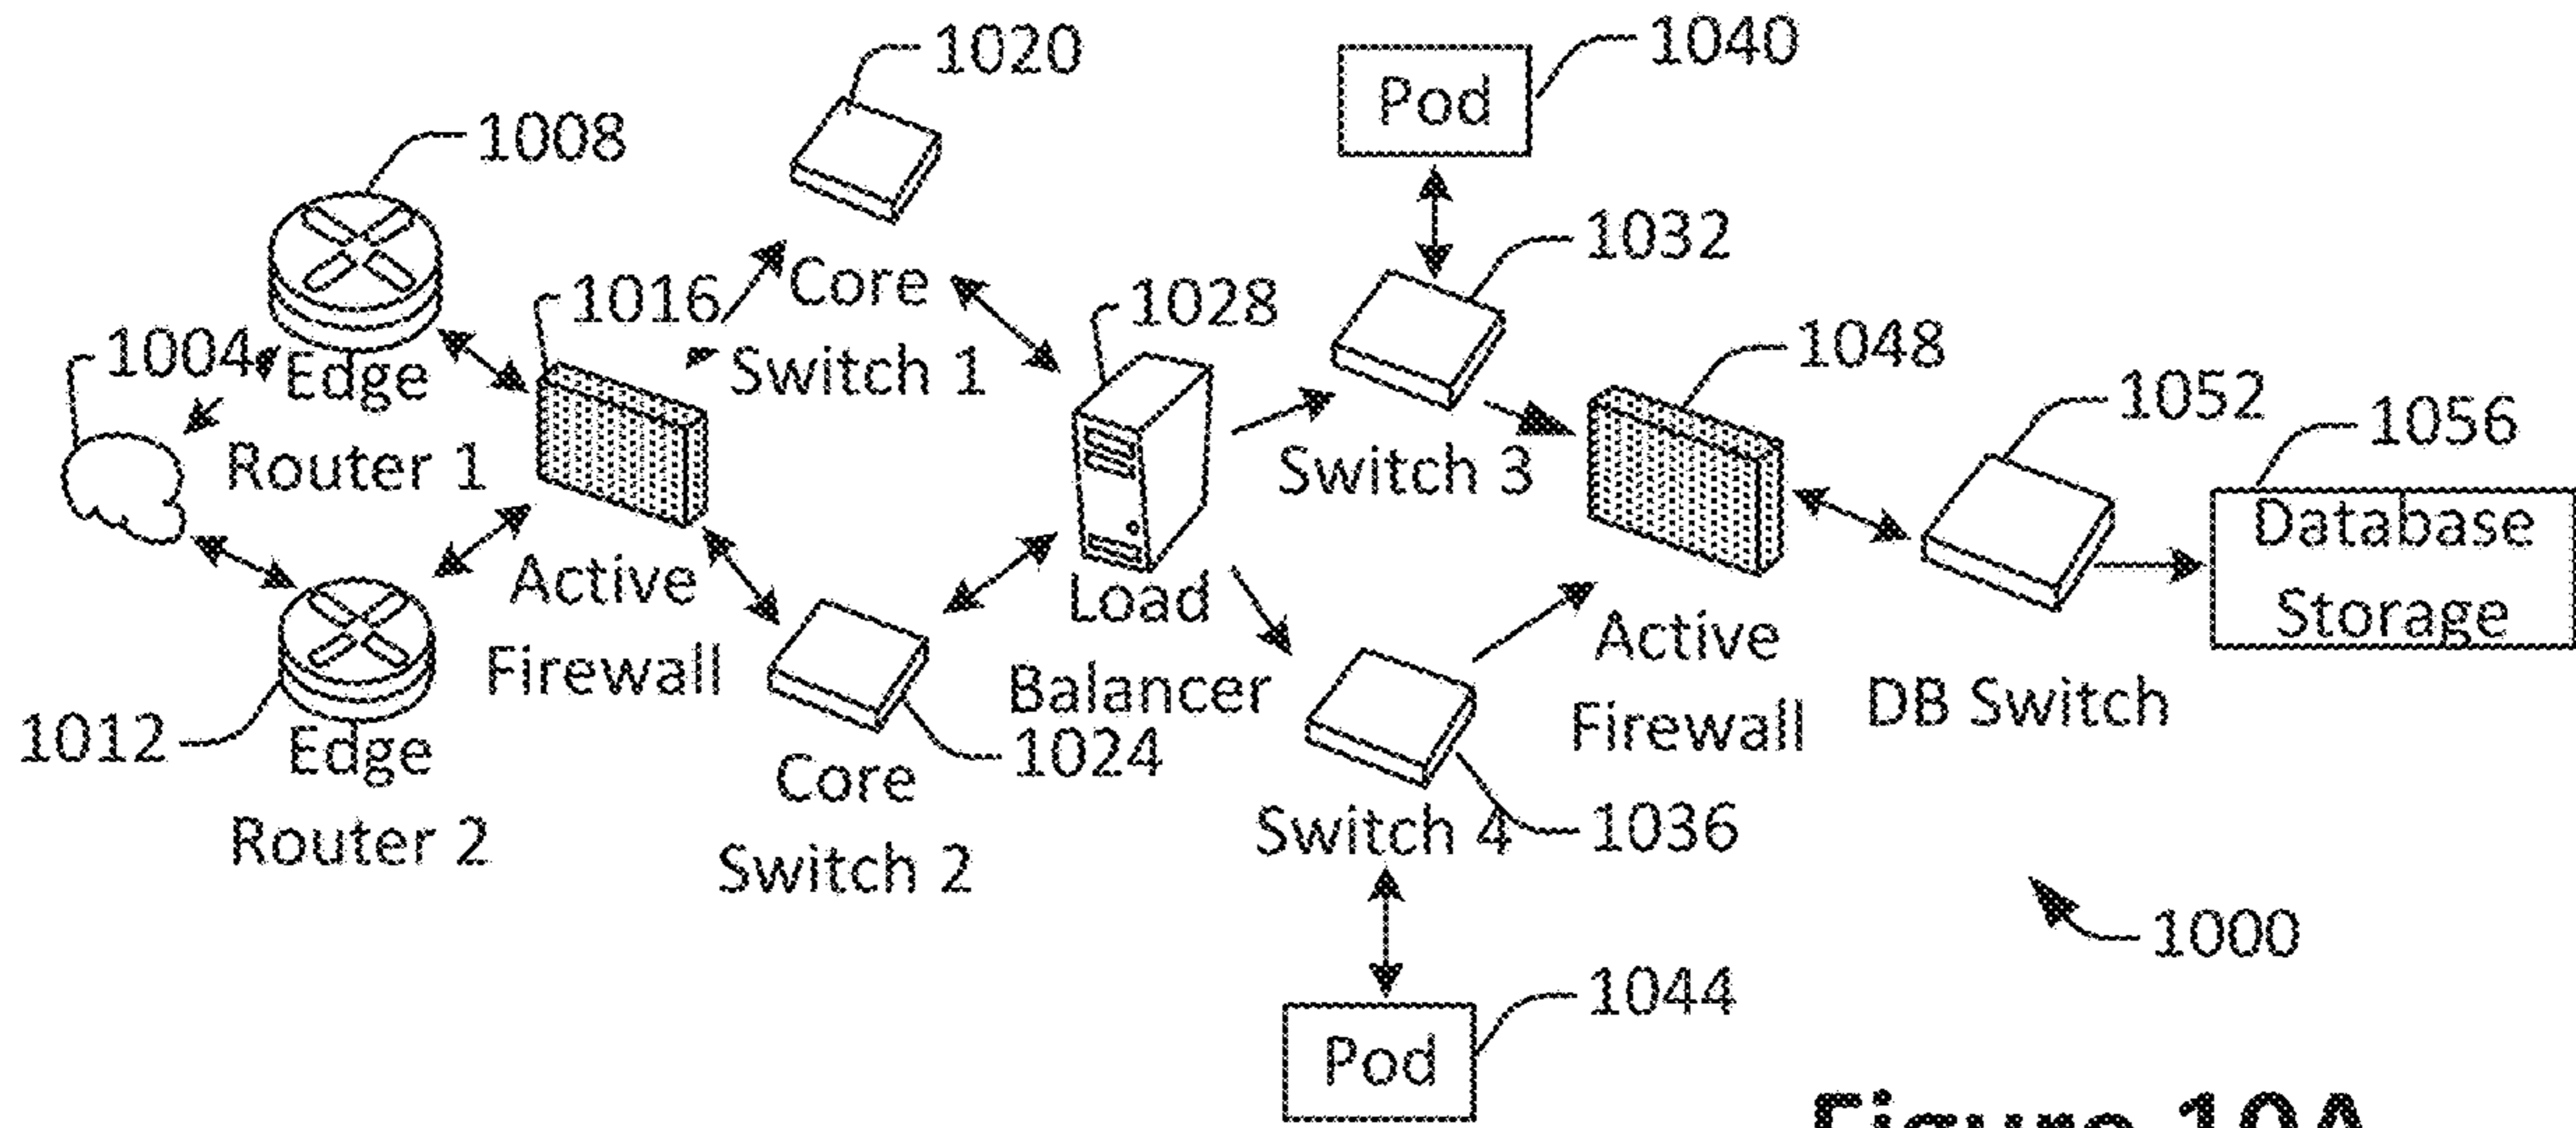 1020
1040
Pod
1008
1032
1016
Core
Switch 1
1028
1004
Edge
Router 1
1048
1052
1056
Switch 3
Database
Storage
Active
Firewall
Load
Balancer
Active
Firewall
DB Switch
1012
Edge
Router 2
1024
Core
Switch 2
Switch 4
1036
1000
1044
Pod
Figure 10A